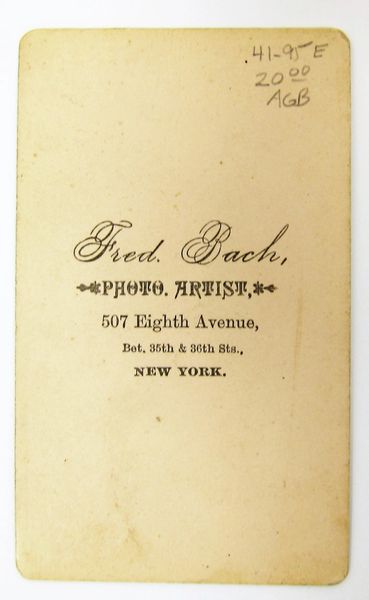 41-95 E
20 00
AGB
Fred. Bach,
PHOTO. ARTIST,
507 Eighth Avenue,
Bet. 35th & 36th Sts.,
NEW YORK.